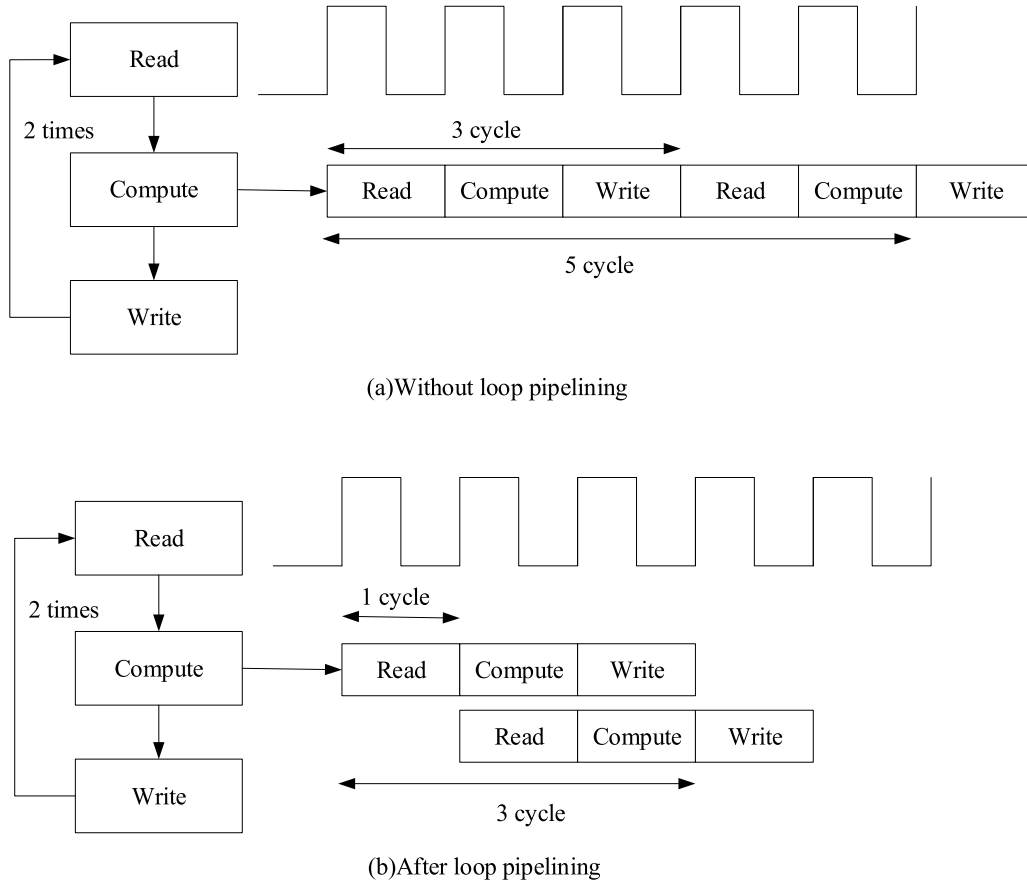 Read
2 times
3 cycle
Compute
Read Compute Write Read Compute Write
5 cycle
Write
(a)Without loop pipelining
Read
2 times
1 cycle
Compute
Read Compute Write
Read Compute Write
Write
3 cycle
(b)After loop pipelining